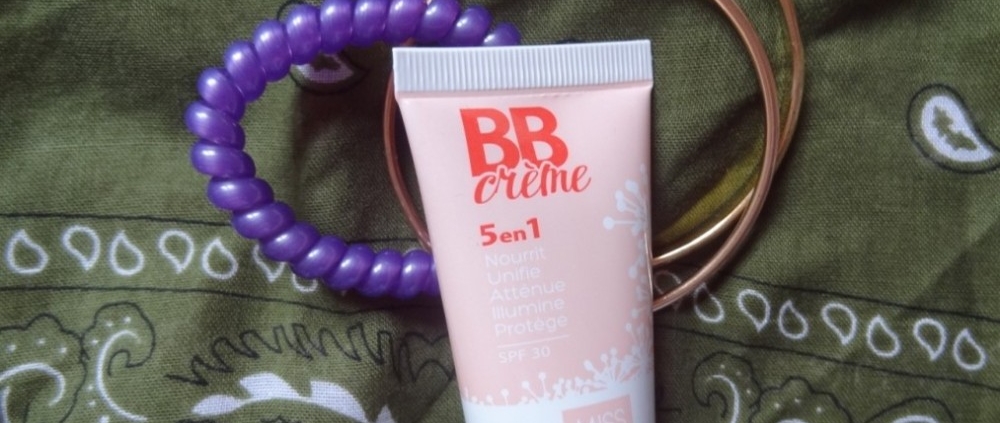 BB
crème
5en1
Nourrit
Unifie
Atténue
Illumine
Protège
SPF 30